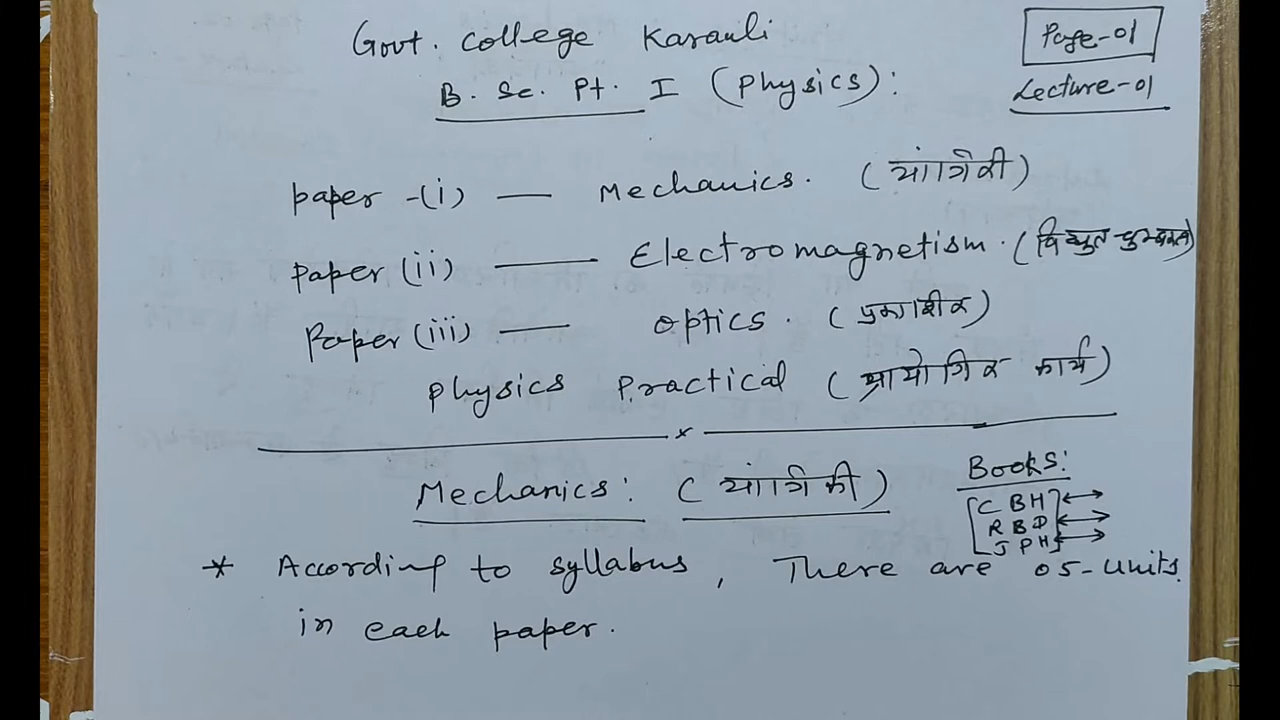 Govt. College Karauli
Page-01
B. Sc. Pt. I (Physics):
Lecture-01
paper -(i) — Mechanics. (यांत्रिकी)
paper (ii) — Electromagnetism. (विद्युत चुम्बकत्व)
Paper (iii) — optics. (प्रकाशीक)
Physics Practical (प्रायोगिक कार्य)
Mechanics: (यांत्रिकी)
Books:
CBH
RBD
JPH
* According to syllabus, There are 05-Units.
in each paper.